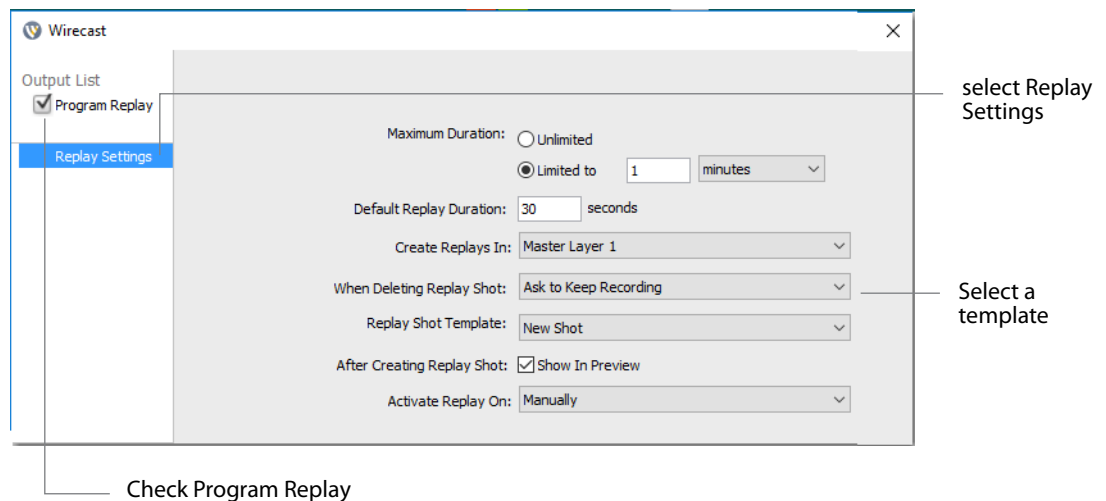 Wirecast
Output List
Program Replay
Replay Settings
select Replay
Settings
Maximum Duration:
Unlimited
Limited to 1 minutes
Default Replay Duration: 30 seconds
Create Replays In: Master Layer 1
When Deleting Replay Shot: Ask to Keep Recording
Select a
template
Replay Shot Template: New Shot
After Creating Replay Shot: Show In Preview
Activate Replay On: Manually
Check Program Replay